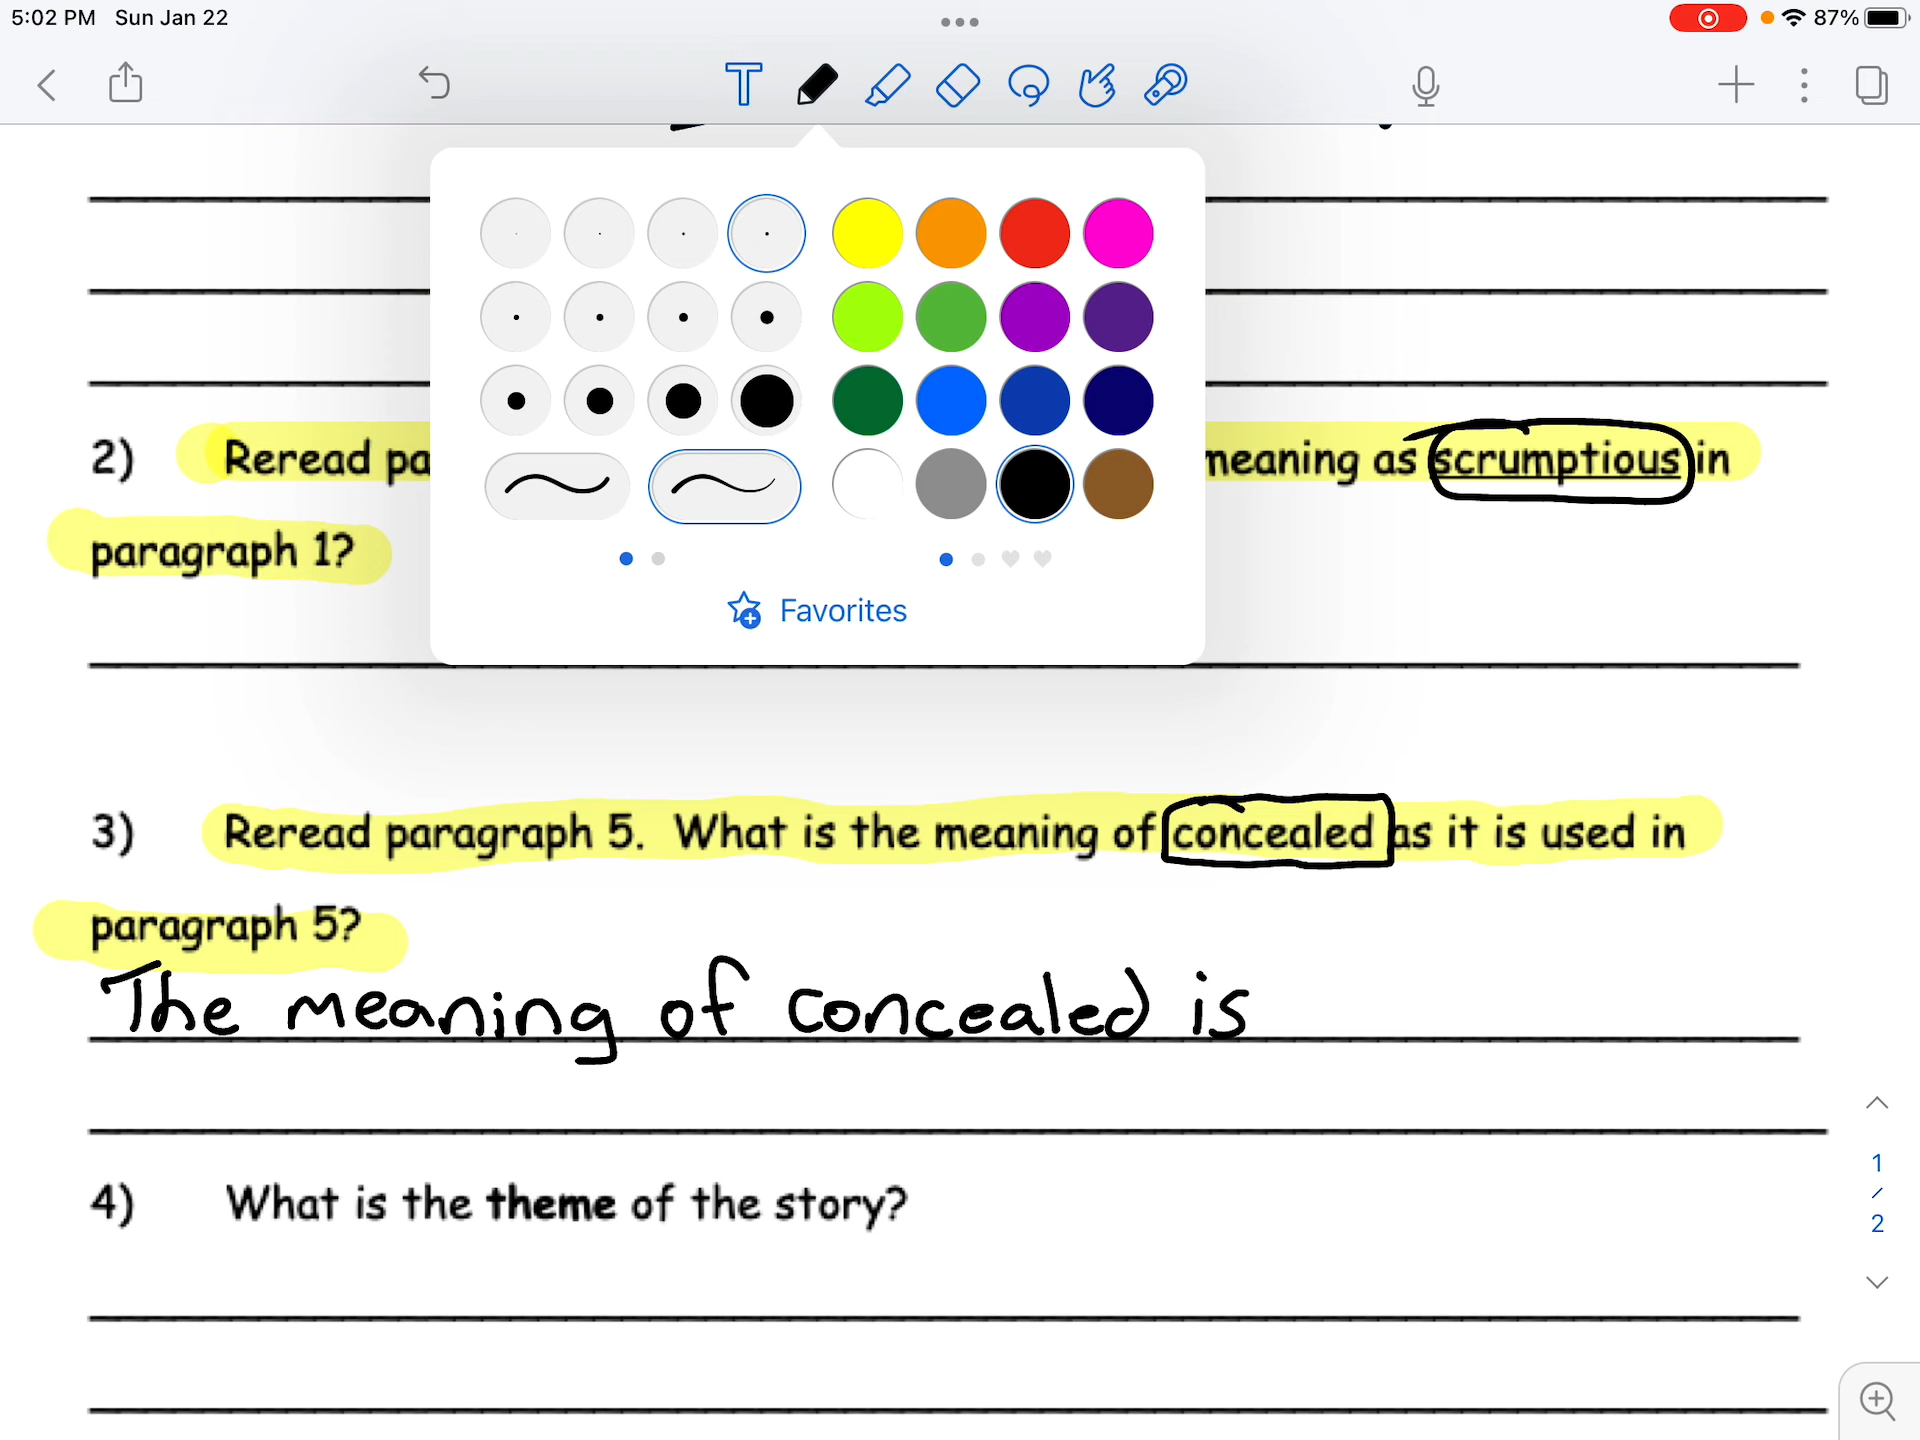 5:02 PM Sun Jan 22
87%
T
2) Reread pa meaning as scrumptious in
paragraph 1?
Favorites
3) Reread paragraph 5. What is the meaning of concealed as it is used in
paragraph 5?
The meaning of concealed is
4) What is the theme of the story?
1
/
2